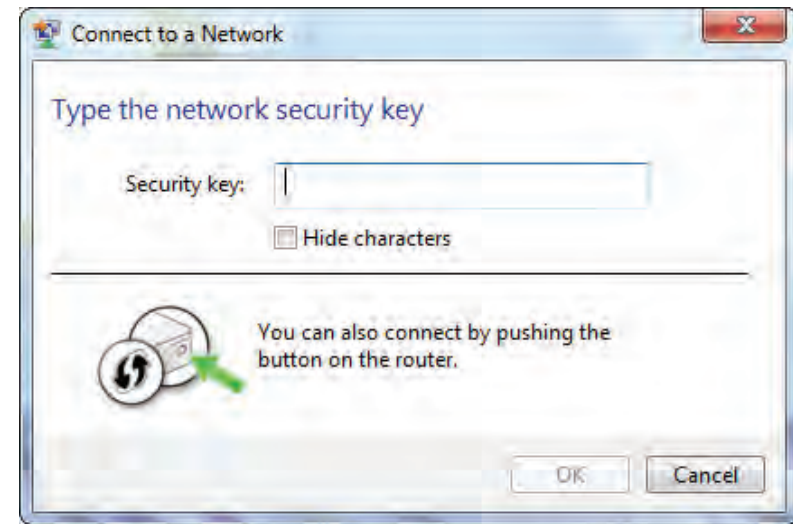 Connect to a Network
Type the network security key
Security key:
Hide characters
You can also connect by pushing the
button on the router.
OK
Cancel